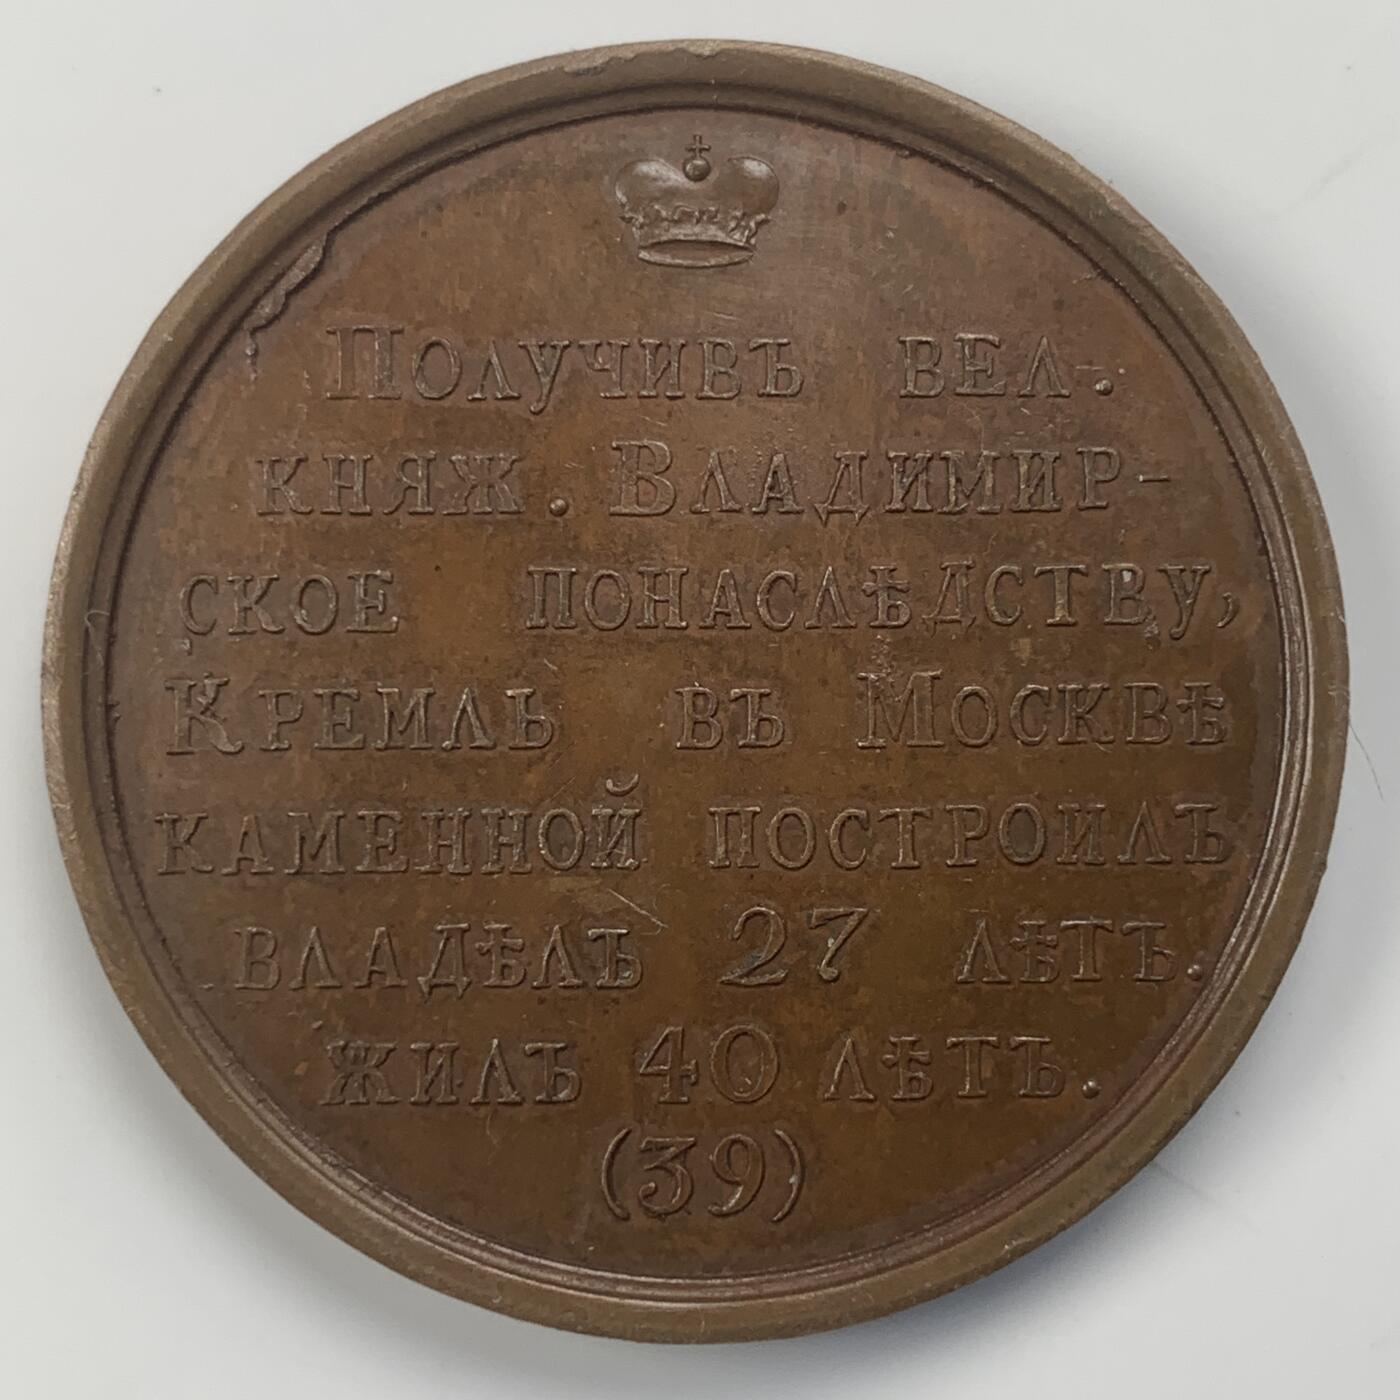 Получивъ вел.
княж. Владимир-
ское понаслѣдству,
Кремль въ Москвѣ
каменной построилъ
владѣлъ 27 лѣтъ.
жилъ 40 лѣтъ.
(39)